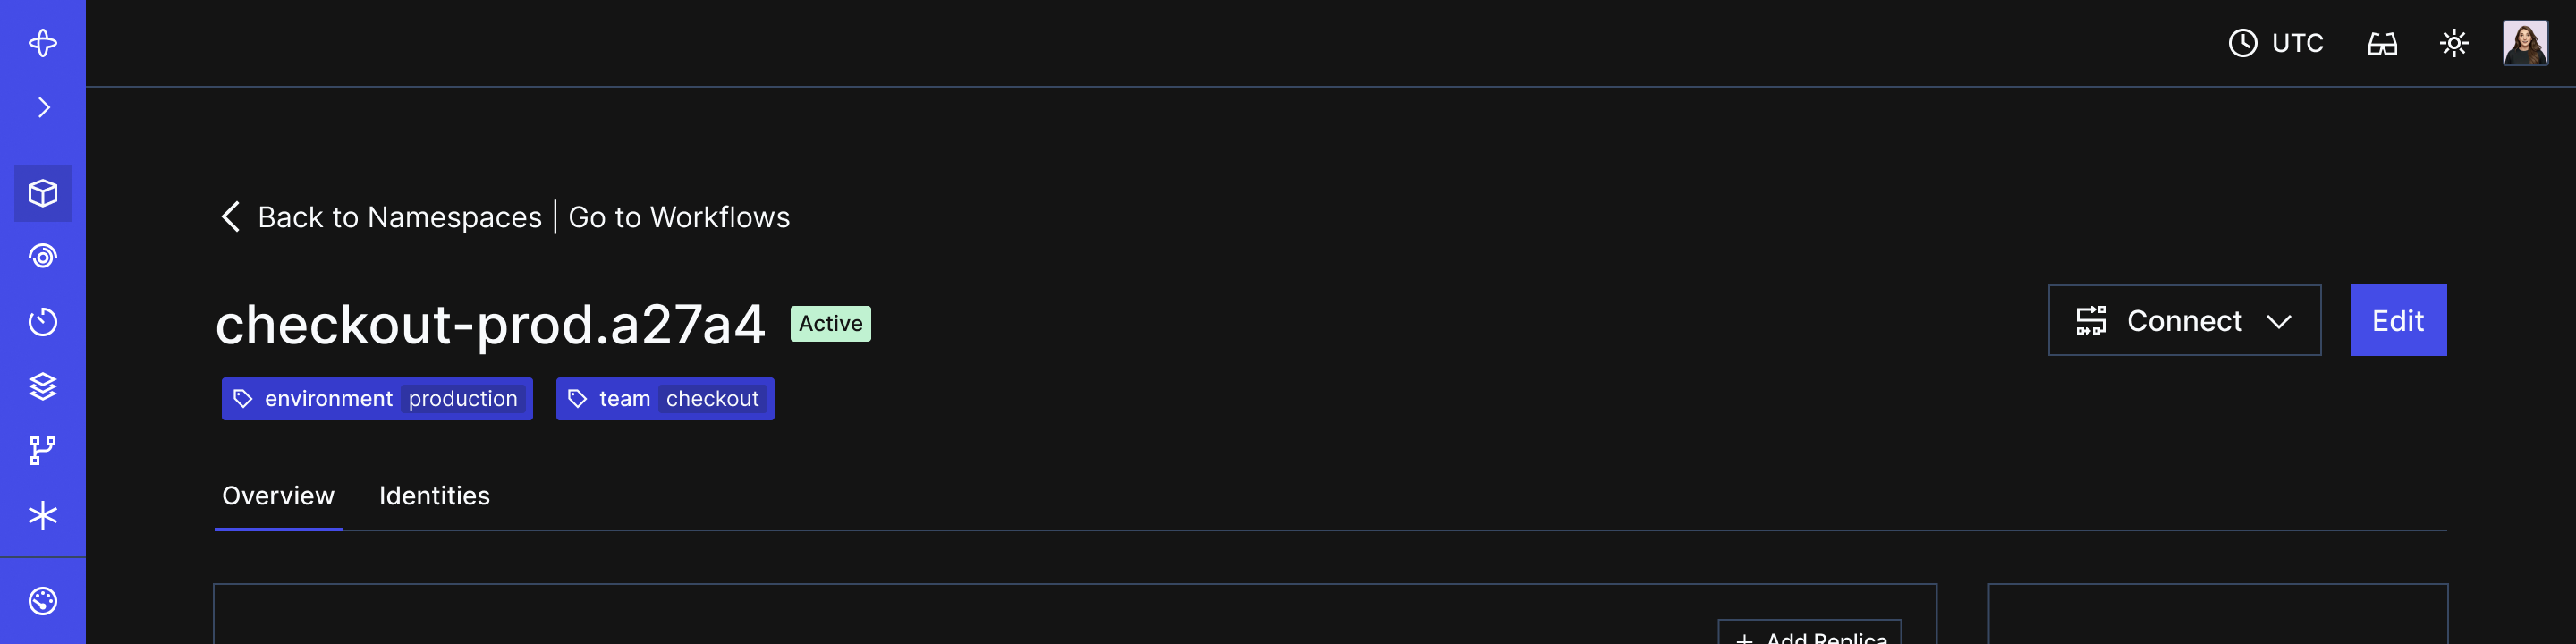 UTC
Back to Namespaces | Go to Workflows
checkout-prod.a27a4 Active
Connect Edit
environment production team checkout
Overview Identities
+ Add Replica